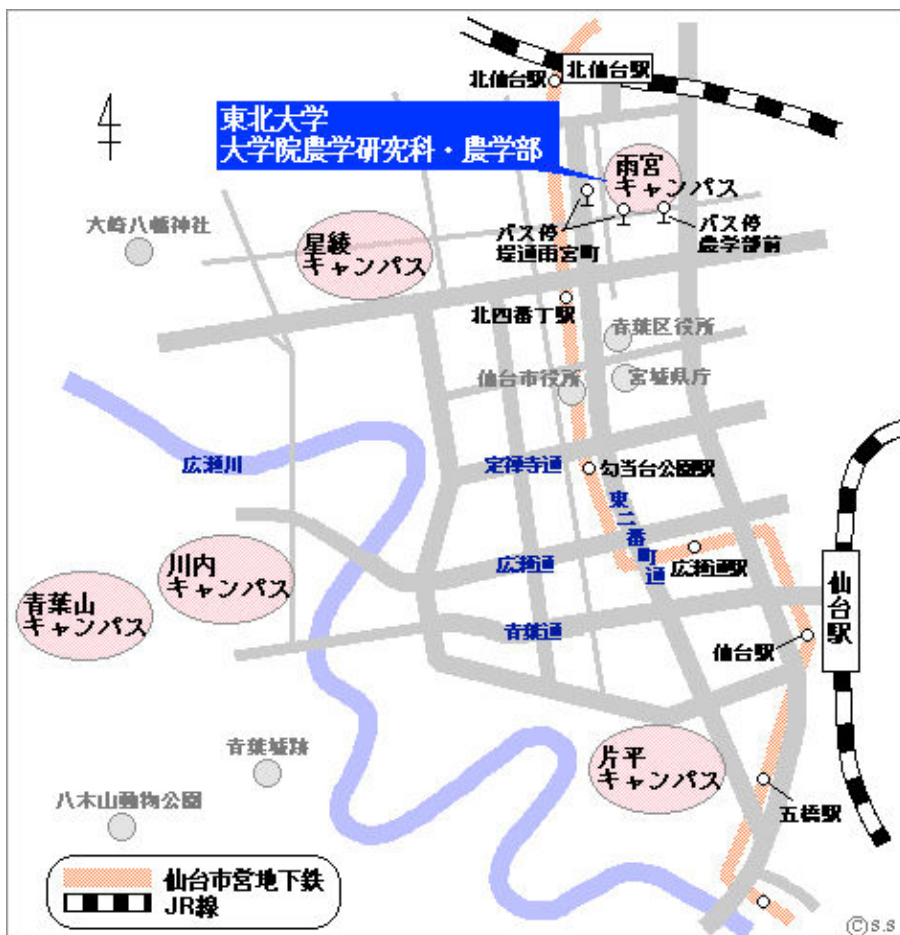 北仙台駅
北仙台駅
東北大学
大学院農学研究科・農学部
雨宮
キャンパス
大崎八幡神社
星綾
キャンパス
バス停
堤通雨宮町
バス停
農学部前
北四番丁駅
青葉区役所
仙台市役所
宮城県庁
広瀬川
定禅寺通
勾当台公園駅
東二番町通
川内
キャンパス
広瀬通
広瀬通駅
青葉山
キャンパス
青葉通
仙台駅
仙台駅
青葉城跡
片平
キャンパス
八木山動物公園
五橋駅
仙台市営地下鉄
JR線
©S.S